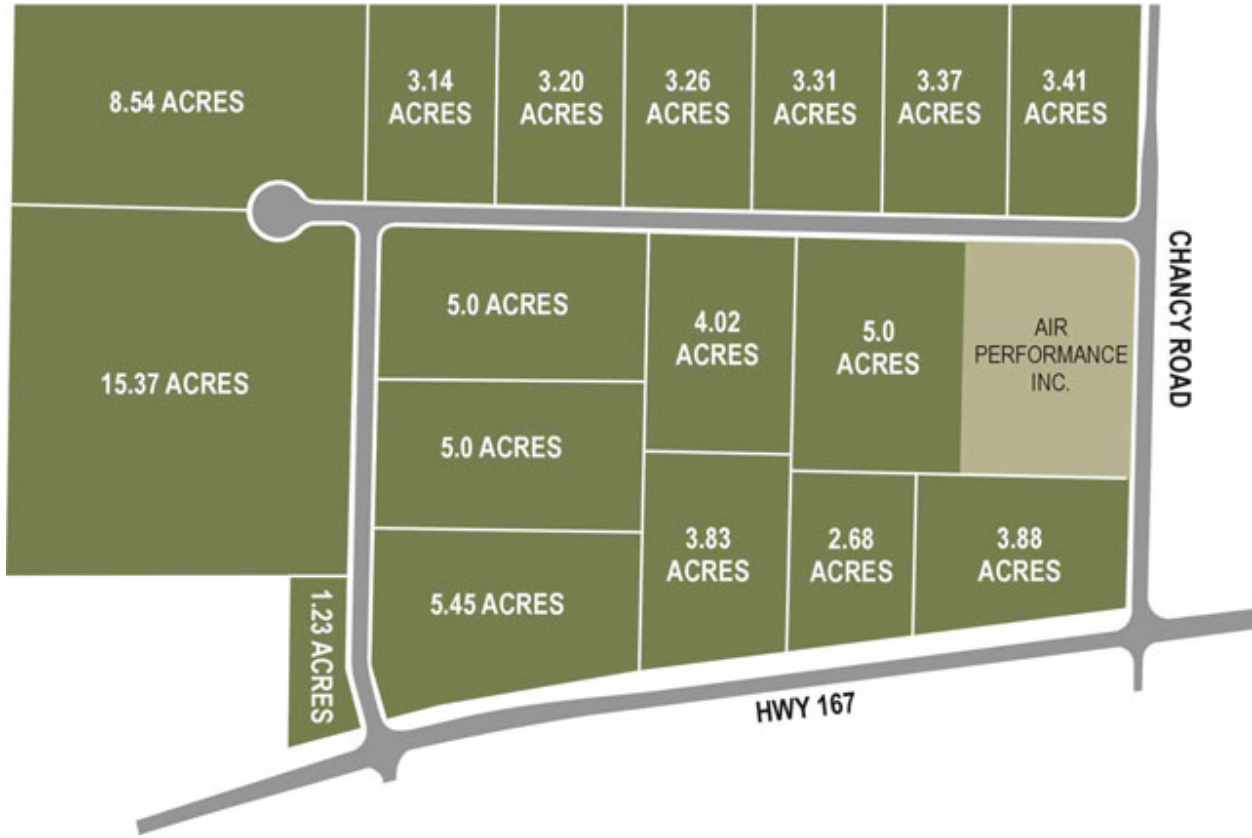 8.54 ACRES
3.14
ACRES
3.20
ACRES
3.26
ACRES
3.31
ACRES
3.37
ACRES
3.41
ACRES
15.37 ACRES
5.0 ACRES
4.02
ACRES
5.0
ACRES
AIR
PERFORMANCE
INC.
CHANCY ROAD
5.0 ACRES
5.45 ACRES
3.83
ACRES
2.68
ACRES
3.88
ACRES
1.23 ACRES
HWY 167